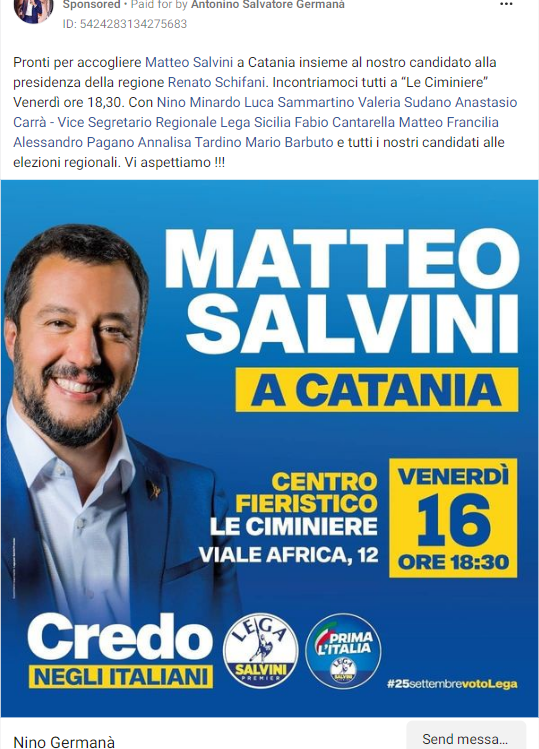 Sponsored • Paid for by Antonino Salvatore Germanà
ID: 5424283134275683
Pronti per accogliere Matteo Salvini a Catania insieme al nostro candidato alla
presidenza della regione Renato Schifani. Incontriamoci tutti a “Le Ciminiere”
Venerdì ore 18,30. Con Nino Minardo Luca Sammartino Valeria Sudano Anastasio
Carrà - Vice Segretario Regionale Lega Sicilia Fabio Cantarella Matteo Francilia
Alessandro Pagano Annalisa Tardino Mario Barbuto e tutti i nostri candidati alle
elezioni regionali. Vi aspettiamo !!!
MATTEO
SALVINI
A CATANIA
CENTRO
FIERISTICO
LE CIMINIERE
VIALE AFRICA, 12
VENERDÌ
16
ORE 18:30
Credo
NEGLI ITALIANI
LEGA
SALVINI
PREMIER
PRIMA
L'ITALIA
LEGA
SALVINI
#25settembrevotoLega
Nino Germanà
Send messa...